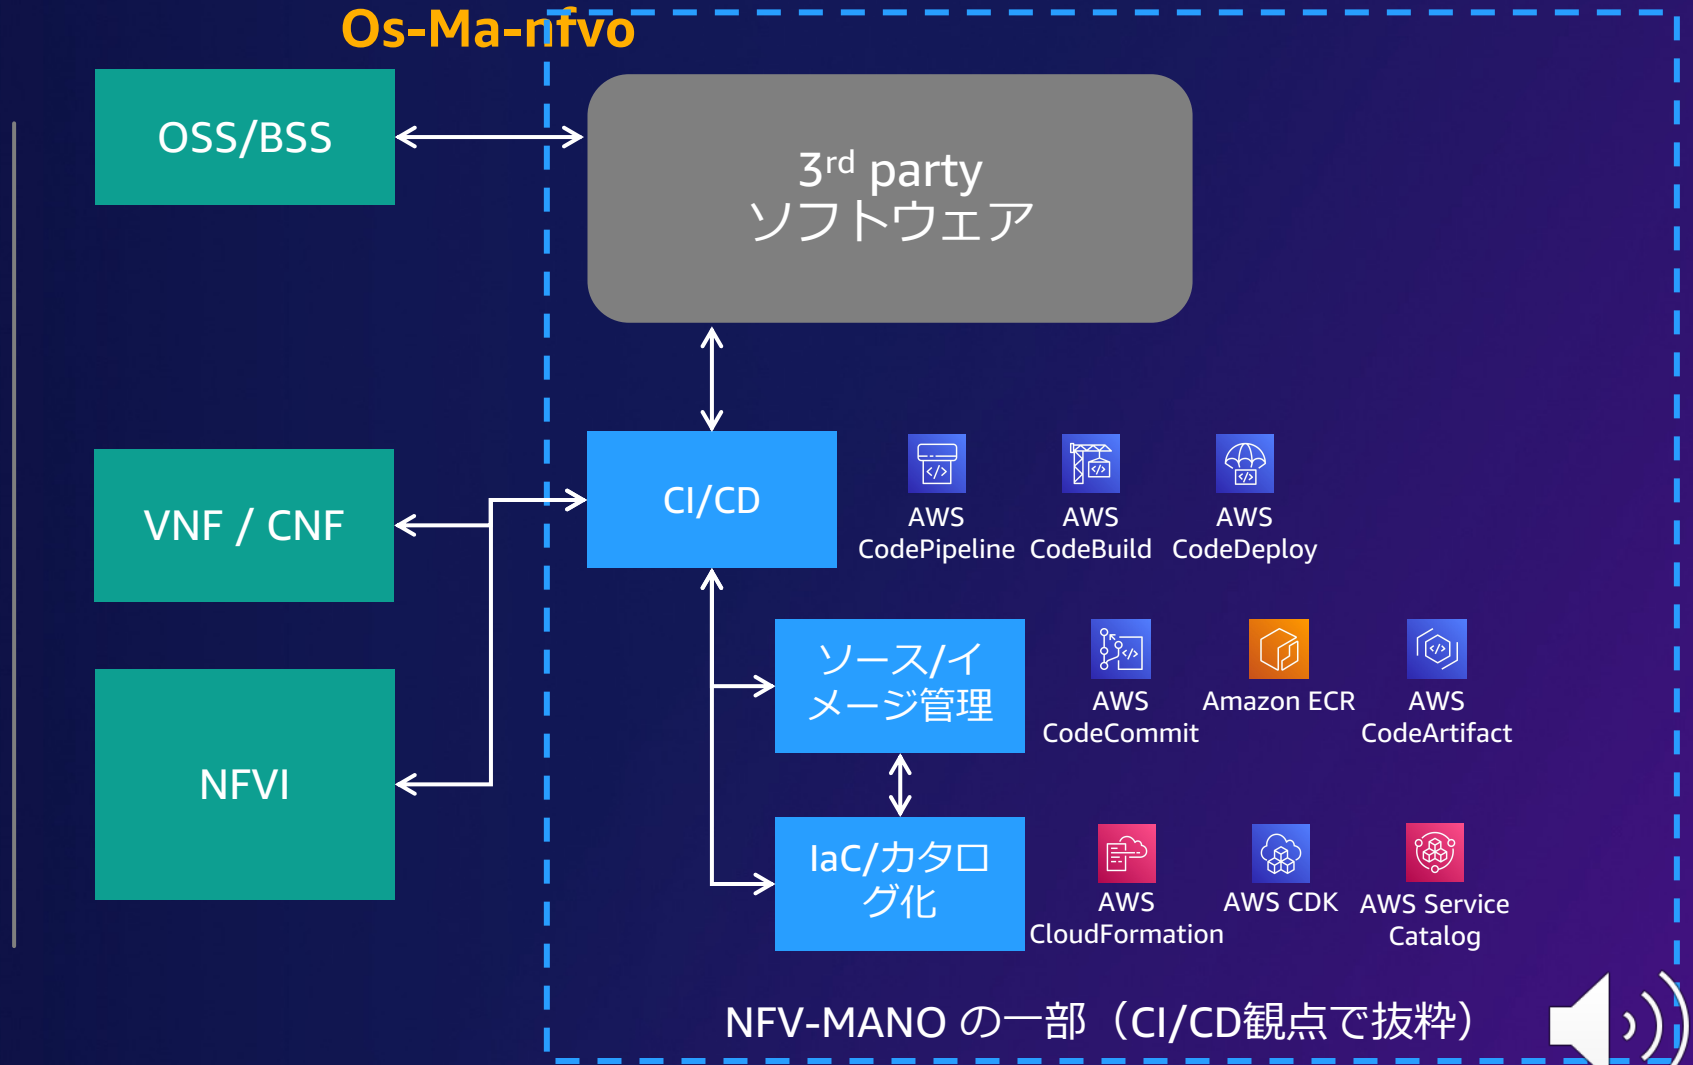 Os-Ma-nfvo
OSS/BSS
3rd party
ソフトウェア
VNF / CNF
CI/CD
AWS
CodePipeline
AWS
CodeBuild
AWS
CodeDeploy
NFVI
ソース/イ
メージ管理
AWS
CodeCommit
Amazon ECR
AWS
CodeArtifact
IaC/カタロ
グ化
AWS
CloudFormation
AWS CDK
AWS Service
Catalog
NFV-MANO の一部（CI/CD観点で抜粋）